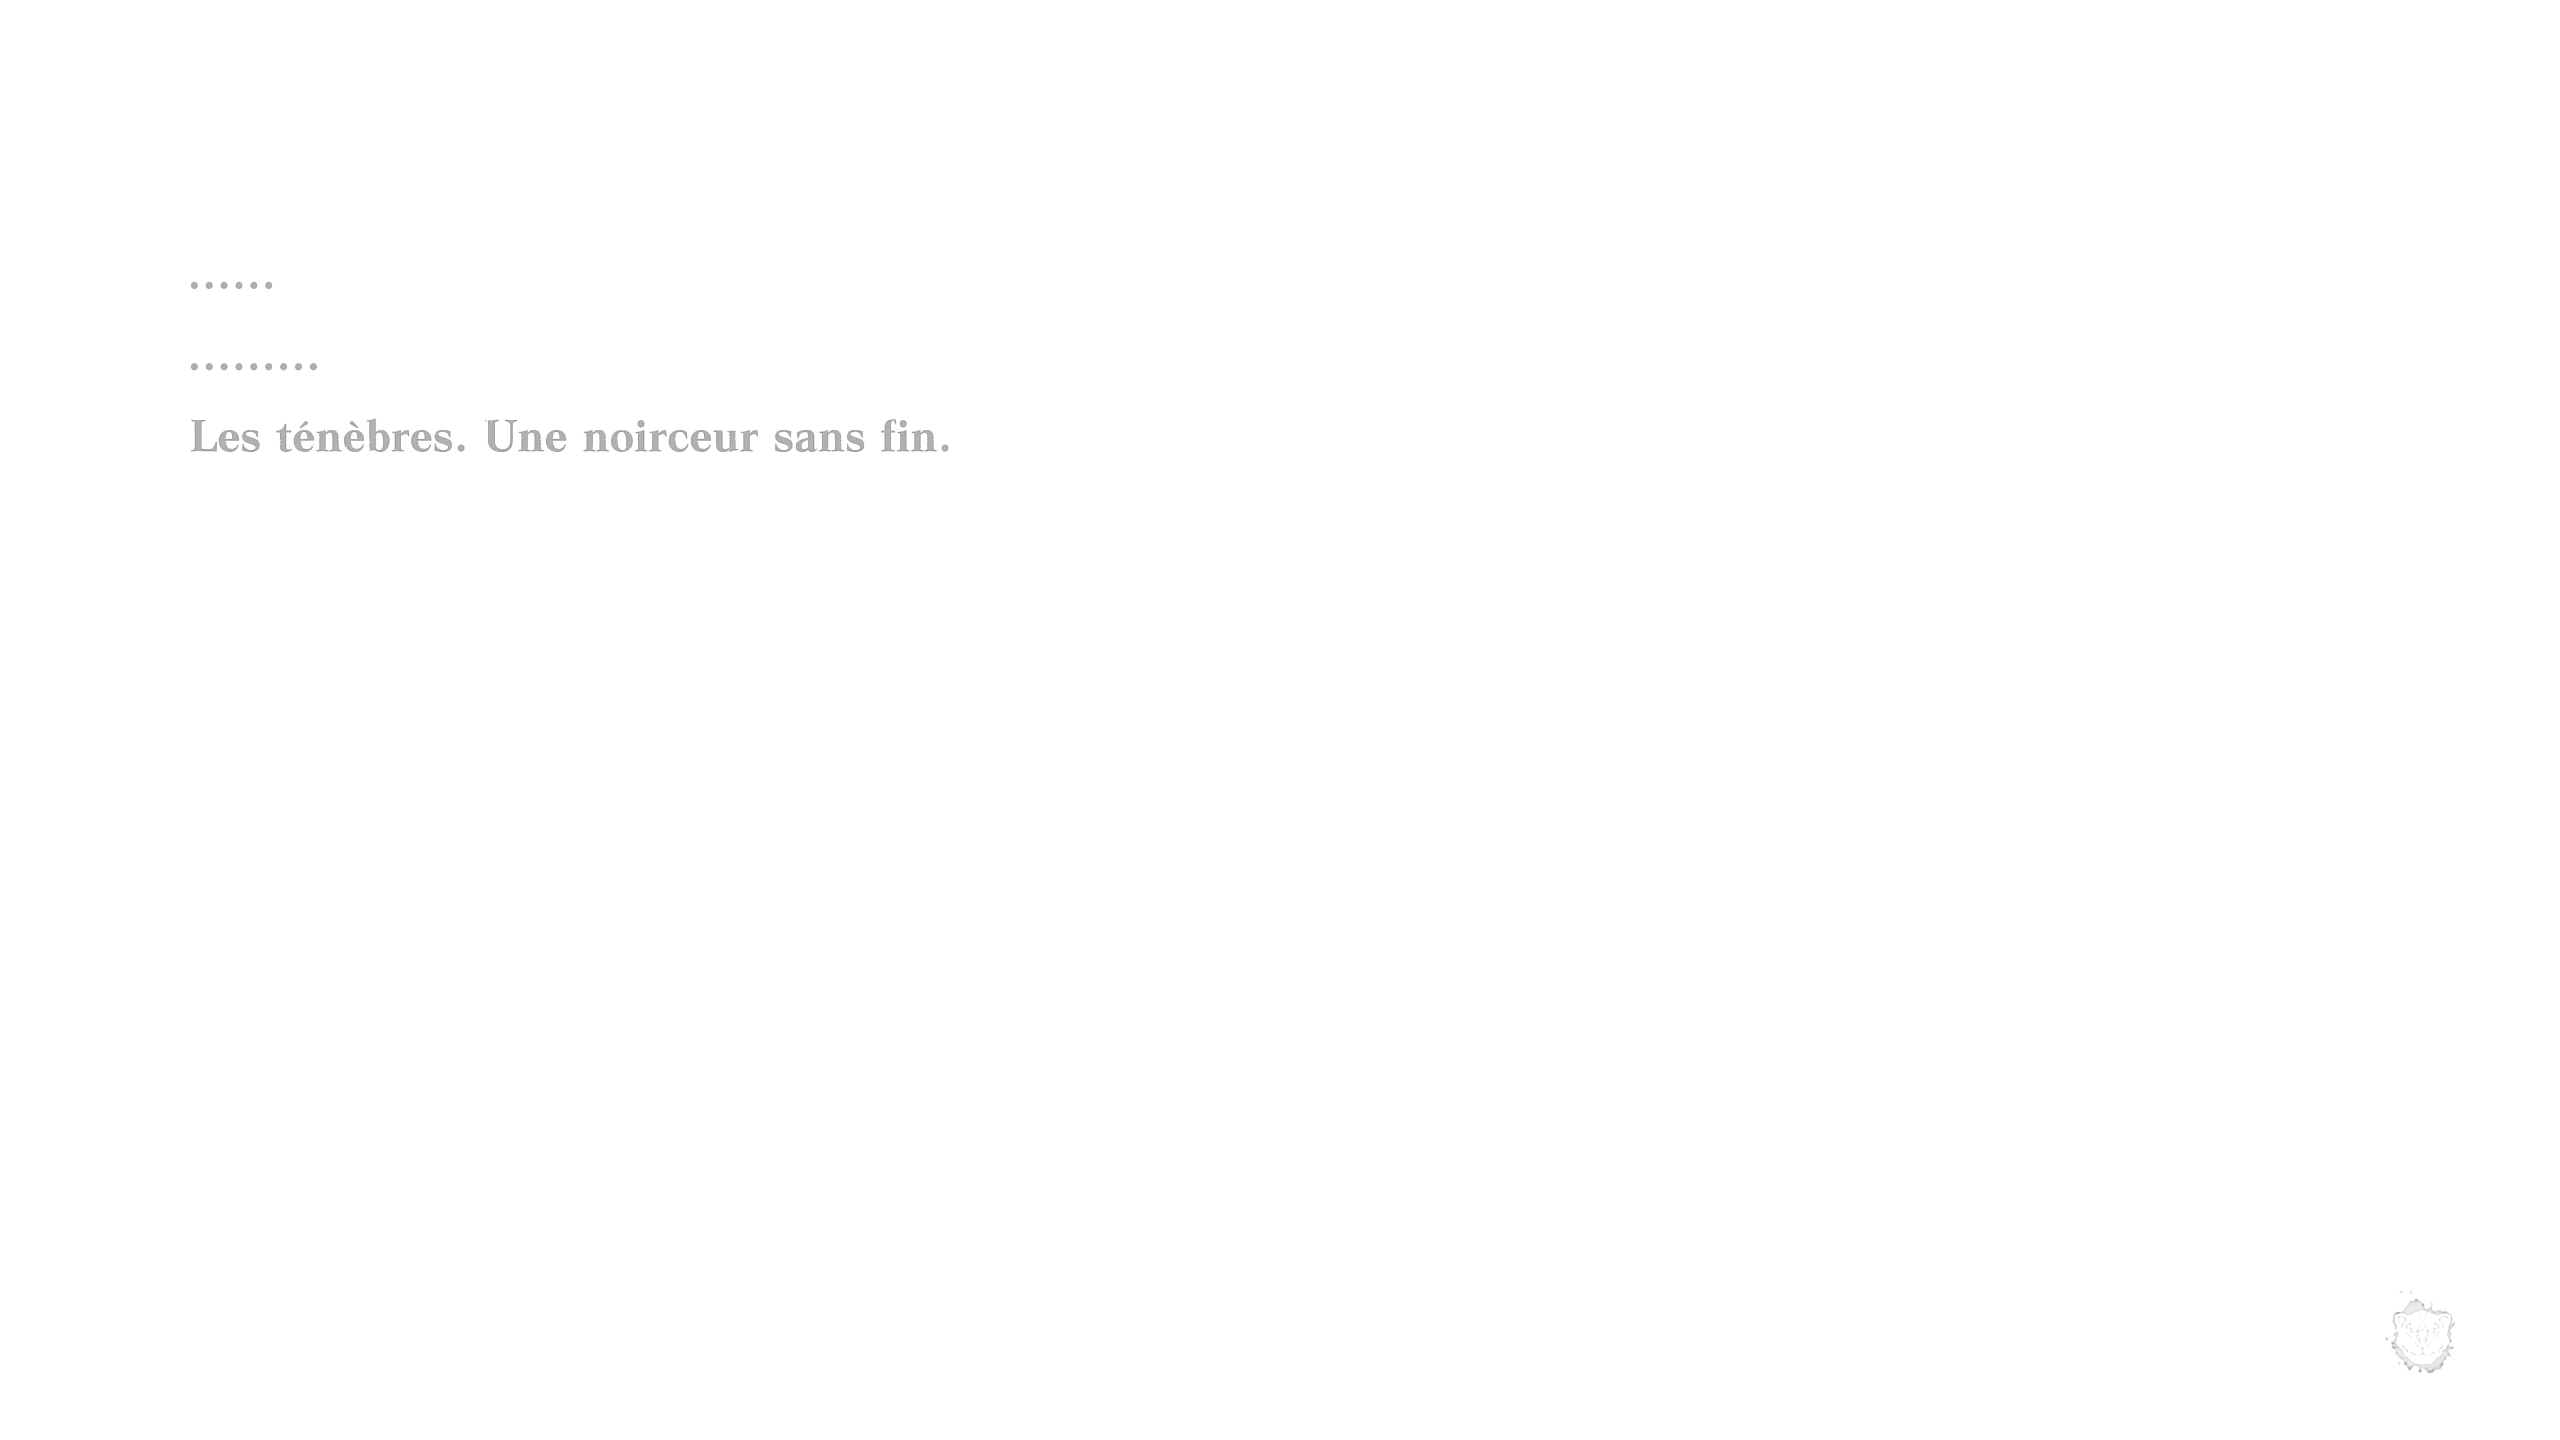 ......
.........
Les ténèbres. Une noirceur sans fin.